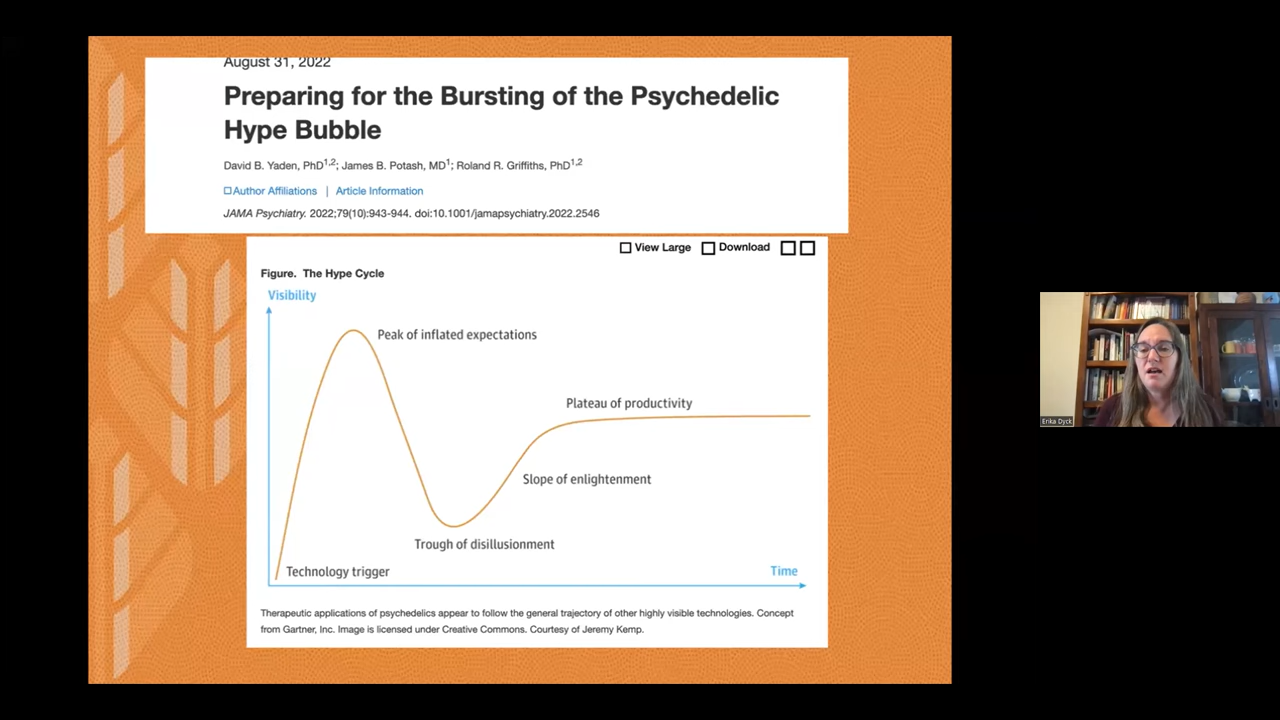 August 31, 2022
Preparing for the Bursting of the Psychedelic
Hype Bubble
David B. Yaden, PhD1,2; James B. Potash, MD1; Roland R. Griffiths, PhD1,2
Author Affiliations | Article Information
JAMA Psychiatry. 2022;79(10):943-944. doi:10.1001/jamapsychiatry.2022.2546
View Large Download
Figure. The Hype Cycle
Visibility
Peak of inflated expectations
Plateau of productivity
Slope of enlightenment
Trough of disillusionment
Technology trigger
Time
Therapeutic applications of psychedelics appear to follow the general trajectory of other highly visible technologies. Concept
from Gartner, Inc. Image is licensed under Creative Commons. Courtesy of Jeremy Kemp.
Erika Dyck